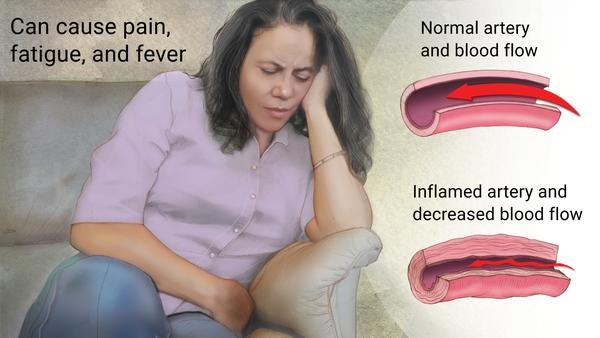 Can cause pain,
fatigue, and fever
Normal artery
and blood flow
Inflamed artery and
decreased blood flow